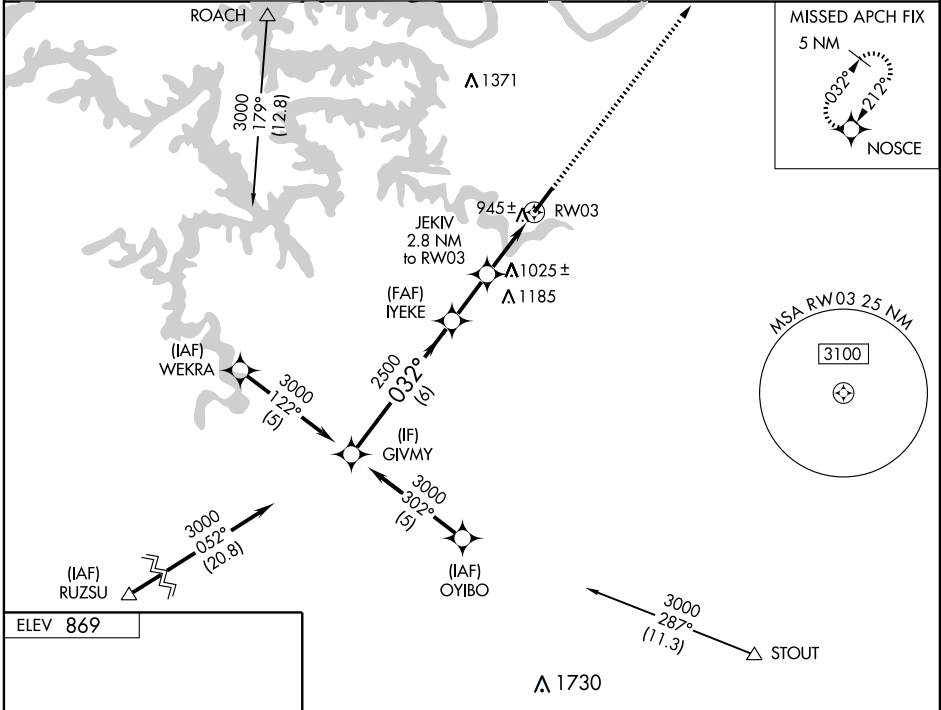 ROACH
3000
179°
(12.8)
1371
MISSED APCH FIX
5 NM
032°
212°
NOSCE
945±
RW03
JEKIV
2.8 NM
to RW03
1025±
1185
(FAF)
IYEKE
MSA RW03 25 NM
3100
(IAF)
WEKRA
3000
122°
(5)
2500
032°
(6)
(IF)
GIVMY
3000
302°
(5)
(IAF)
OYIBO
3000
052°
(20.8)
(IAF)
RUZSU
ELEV 869
3000
287°
(11.3)
STOUT
1730